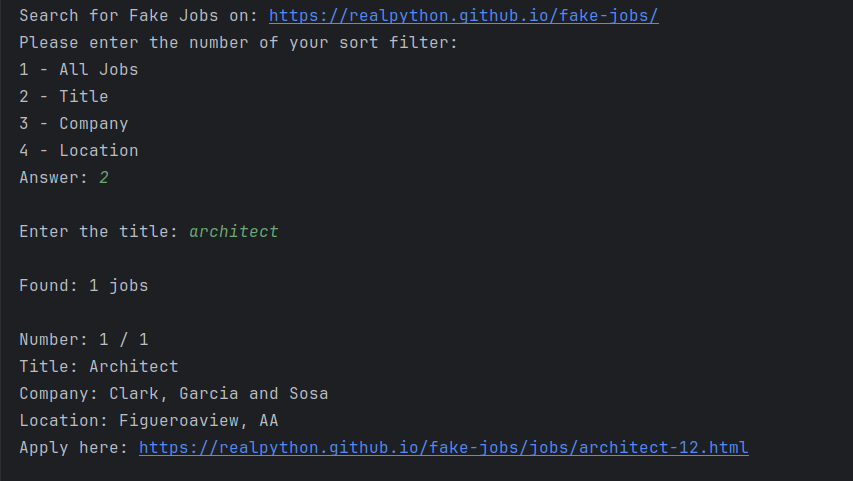 Search for Fake Jobs on: https://realpython.github.io/fake-jobs/
Please enter the number of your sort filter:
1 - All Jobs
2 - Title
3 - Company
4 - Location
Answer: 2
Enter the title: architect
Found: 1 jobs
Number: 1 / 1
Title: Architect
Company: Clark, Garcia and Sosa
Location: Figueroaview, AA
Apply here: https://realpython.github.io/fake-jobs/jobs/architect-12.html